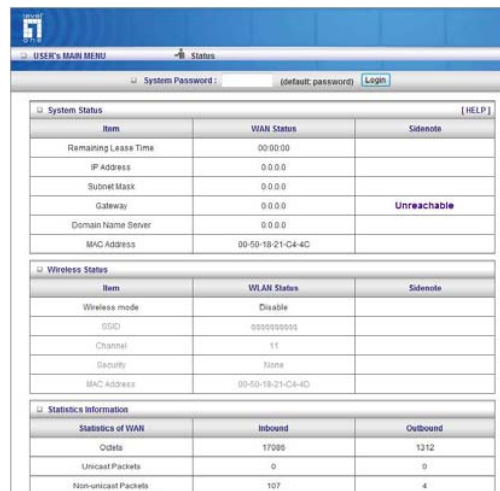 level
one
USER's MAIN MENU Status
System Password : (default: password) Login
System Status [ HELP ]
Item WAN Status Sidenote
Remaining Lease Time 00:00:00
IP Address 0.0.0.0
Subnet Mask 0.0.0.0
Gateway 0.0.0.0 Unreachable
Domain Name Server 0.0.0.0
MAC Address 00-50-18-21-C4-4C
Wireless Status
Item WLAN Status Sidenote
Wireless mode Disable
SSID
Channel 11
Security None
MAC Address 00-50-18-21-C4-4D
Statistics Information
Statistics of WAN Inbound Outbound
Octets 17086 1312
Unicast Packets 0 0
Non-unicast Packets 107 4